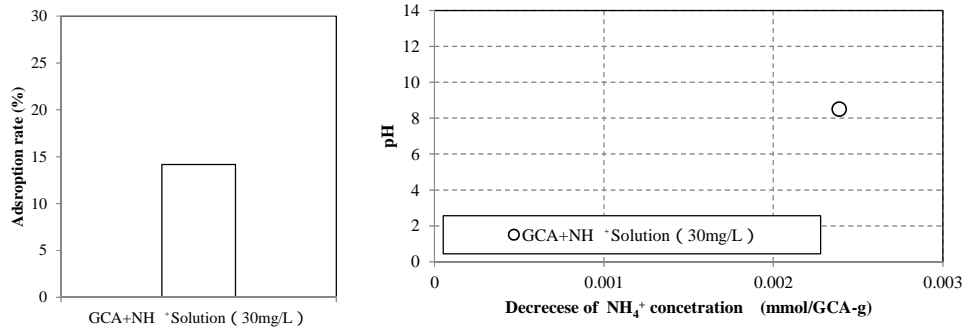 30
25
20
15
10
5
0
Adsroption rate (%)
GCA+NH ⁺Solution ( 30mg/L )
14
12
10
8
6
4
2
0
pH
GCA+NH ⁺Solution ( 30mg/L )
0 0.001 0.002 0.003
Decrecese of NH₄⁺ concetration (mmol/GCA-g)